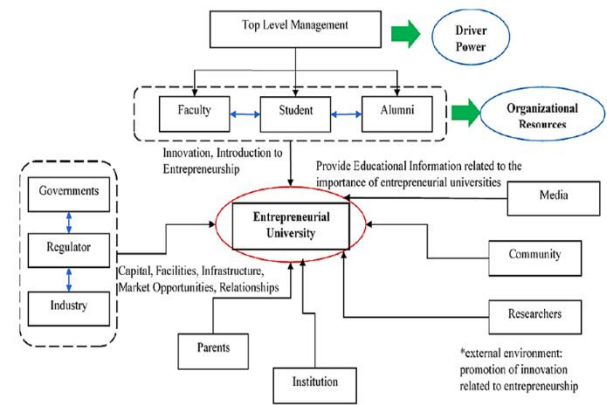 Top Level Management
Driver
Power
Faculty
Student
Alumni
Organizational
Resources
Innovation, Introduction to
Entrepreneurship
Provide Educational Information related to the
importance of entrepreneurial universities
Governments
Regulator
Industry
Entrepreneurial
University
Media
Community
Researchers
Capital, Facilities, Infrastructure,
Market Opportunities, Relationships
Parents
Institution
*external environment:
promotion of innovation
related to entrepreneurship